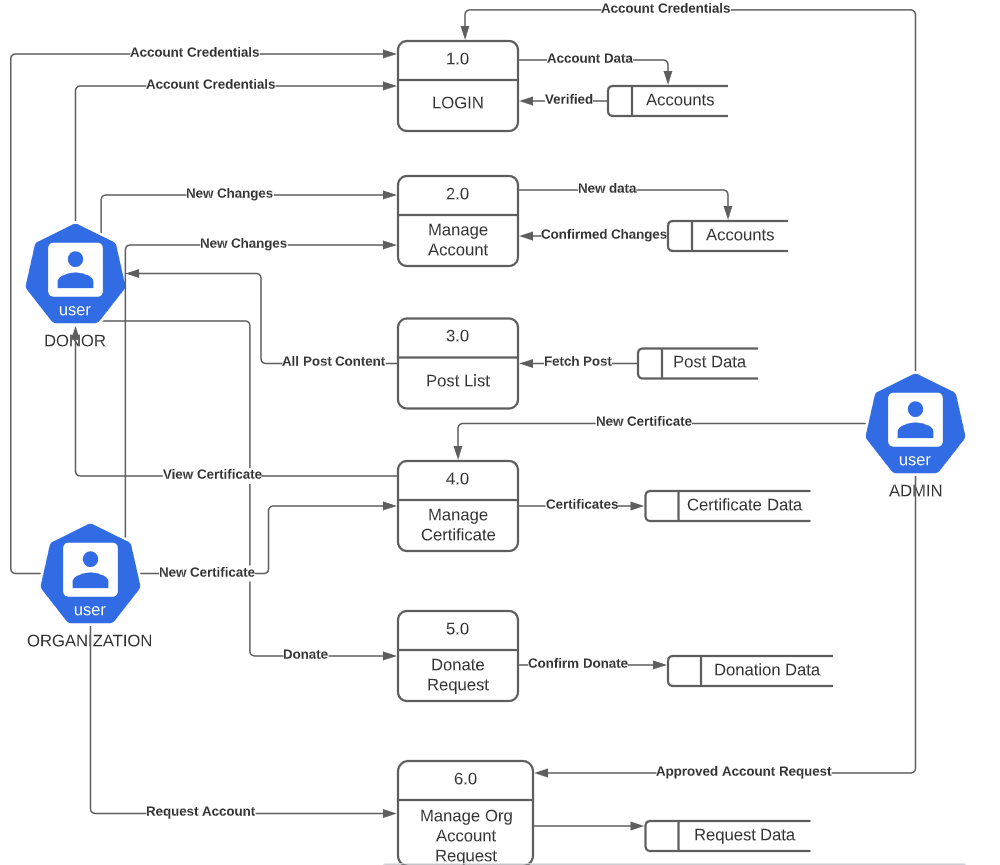 Account Credentials
Account Credentials
1.0
Account Data
Account Credentials
LOGIN
Verified
Accounts
2.0
New data
New Changes
Manage
Account
New Changes
Confirmed Changes
Accounts
user
DONOR
3.0
All Post Content
Fetch Post
Post Data
Post List
New Certificate
user
ADMIN
View Certificate
4.0
Certificates
Certificate Data
Manage
Certificate
New Certificate
user
ORGANIZATION
5.0
Donate
Donate
Request
Confirm Donate
Donation Data
6.0
Approved Account Request
Request Account
Manage Org
Account
Request
Request Data